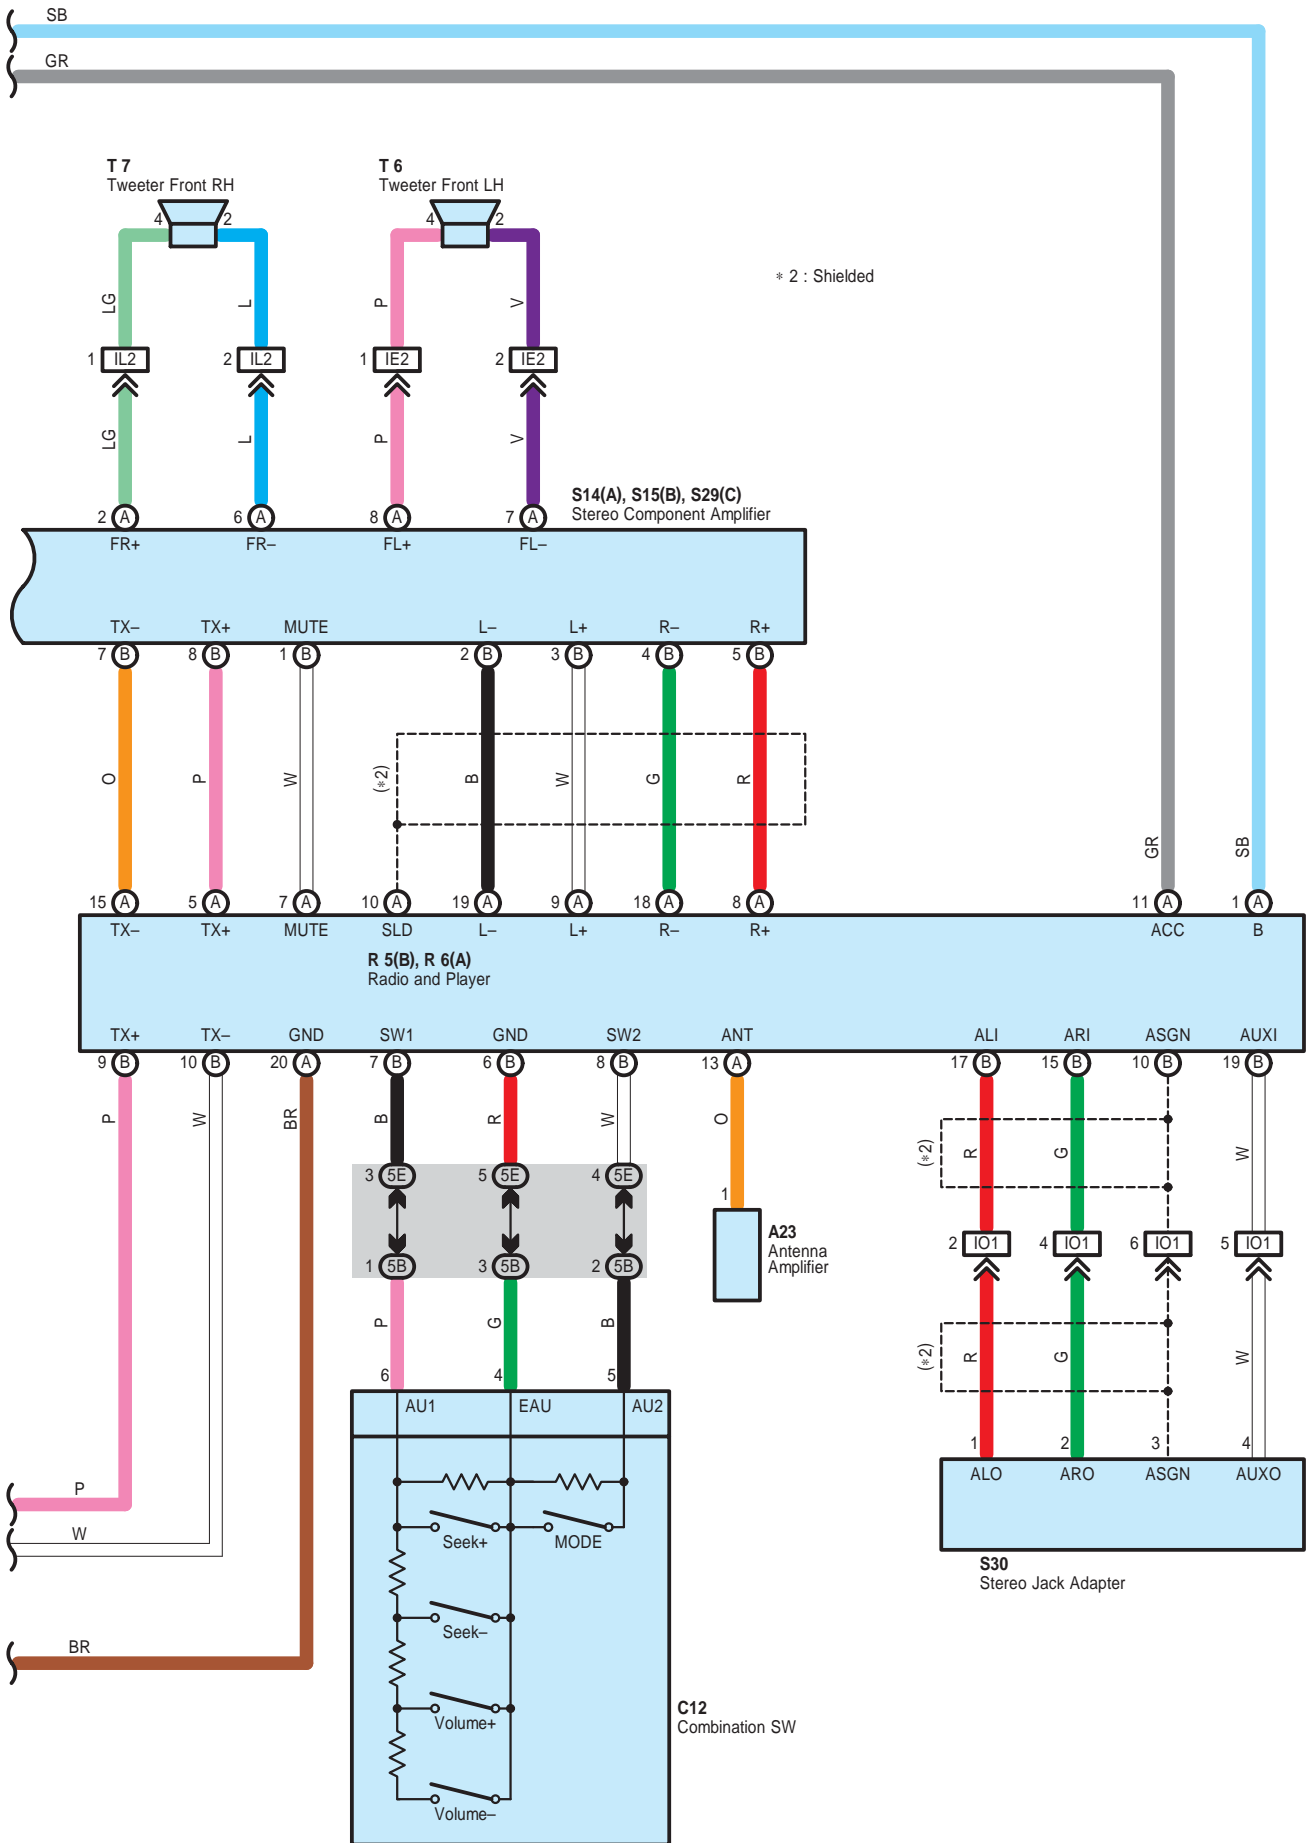 SB
GR
T 7
Tweeter Front RH
T 6
Tweeter Front LH
4 2 4 2
∗ 2 : Shielded
LG L P V
1 IL2 2 IL2 1 IE2 2 IE2
LG L P V
S14(A), S15(B), S29(C)
Stereo Component Amplifier
2 A 6 A 8 A 7 A
FR+ FR– FL+ FL–
TX– TX+ MUTE L– L+ R– R+
7 B 8 B 1 B 2 B 3 B 4 B 5 B
O P W (∗2) B W G R
GR SB
15 A 5 A 7 A 10 A 19 A 9 A 18 A 8 A 11 A 1 A
TX– TX+ MUTE SLD L– L+ R– R+ ACC B
R 5(B), R 6(A)
Radio and Player
TX+ TX– GND SW1 GND SW2 ANT ALI ARI ASGN AUXI
9 B 10 B 20 A 7 B 6 B 8 B 13 A 17 B 15 B 10 B 19 B
P W BR B R W O (∗2) R G W
3 5E 5 5E 4 5E
1
A23
Antenna
Amplifier
2 IO1 4 IO1 6 IO1 5 IO1
1 5B 3 5B 2 5B
P G B (∗2) R G W
6 4 5
AU1 EAU AU2
1 2 3 4
ALO ARO ASGN AUXO
P
W
Seek+ MODE
S30
Stereo Jack Adapter
Seek–
BR
C12
Combination SW
Volume+
Volume–